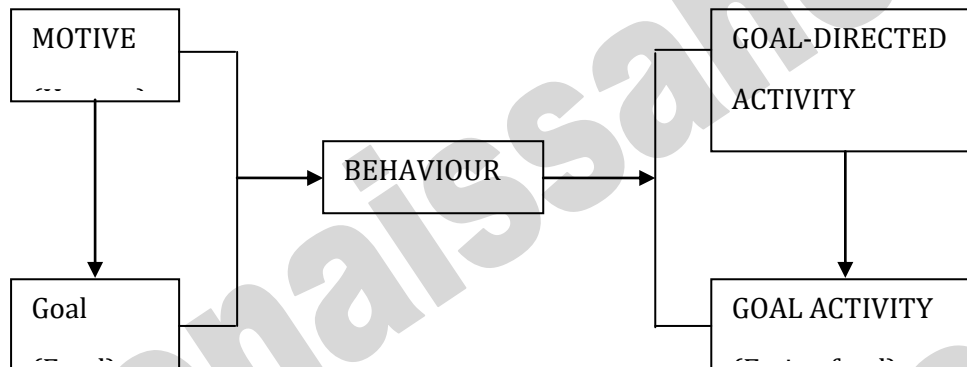 MOTIVE
GOAL-DIRECTED
ACTIVITY
BEHAVIOUR
Goal
GOAL ACTIVITY